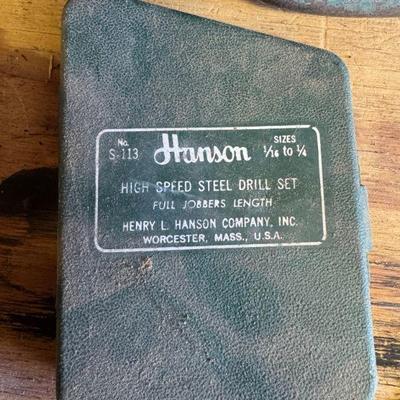 No. S-113 Hanson SIZES 1/16 to 1/4
HIGH SPEED STEEL DRILL SET
FULL JOBBERS LENGTH
HENRY L. HANSON COMPANY, INC.
WORCESTER, MASS., U.S.A.